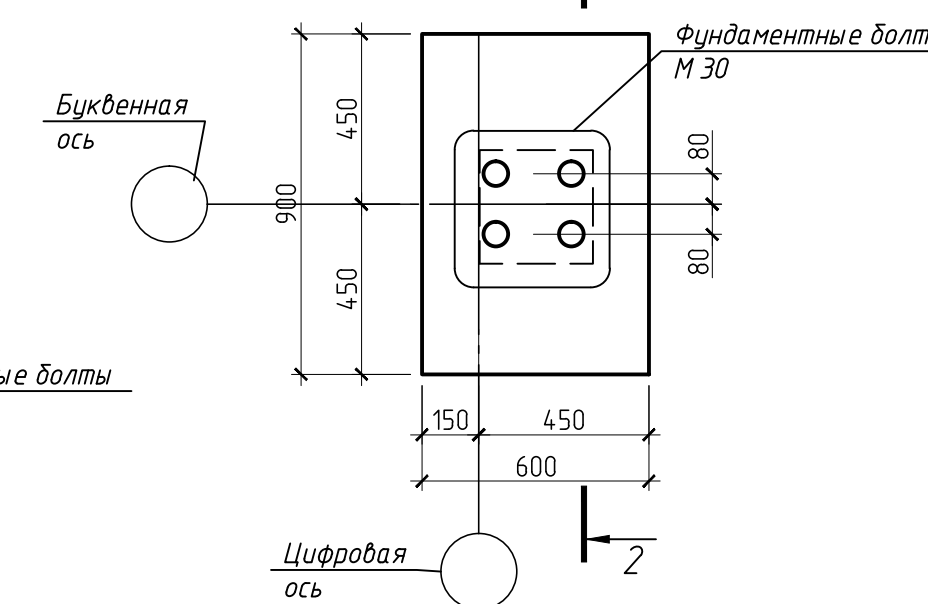 Фундаментные болт
М 30
Буквенная
ось
450
80
900
450
80
ые болты
150
450
600
2
Цифровая
ось